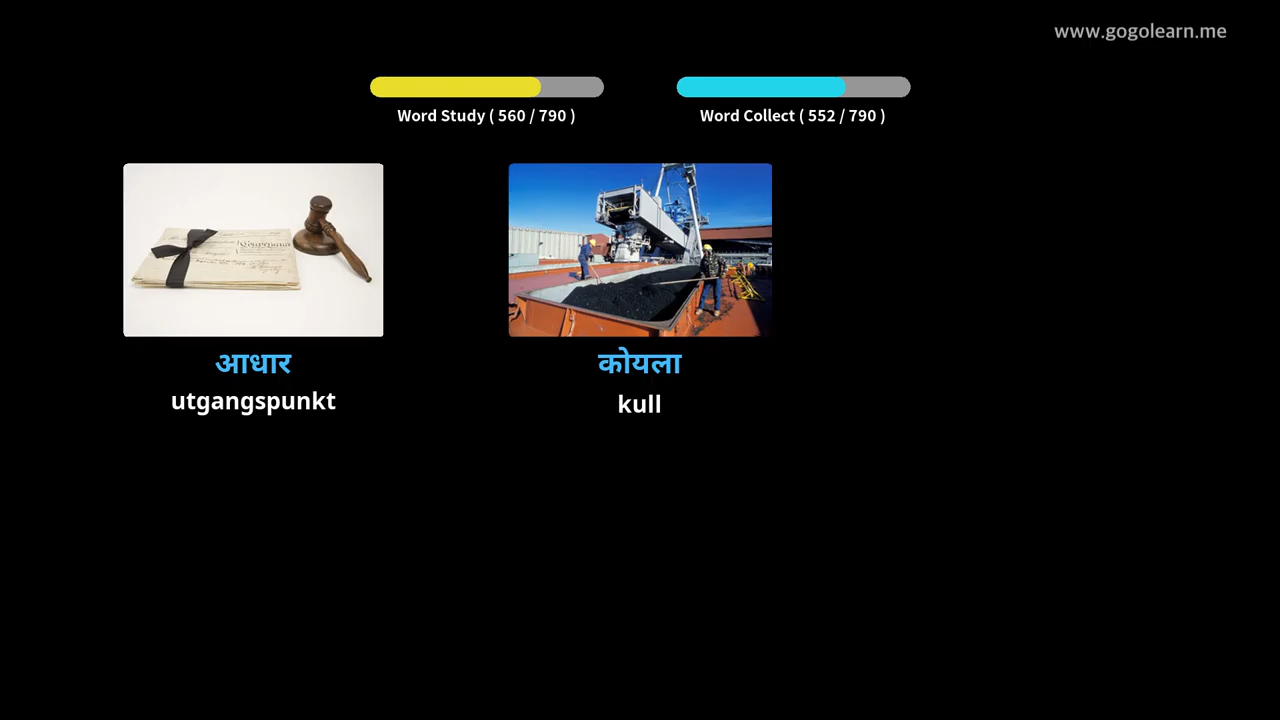 www.gogolearn.me
Word Study ( 560 / 790 )
Word Collect ( 552 / 790 )
आधार
utgangspunkt
कोयला
kull